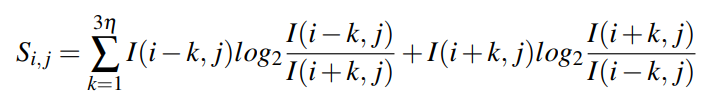 S_{i,j} = \sum_{k=1}^{3\eta} I(i-k,j) log_2 \frac{I(i-k,j)}{I(i+k,j)} + I(i+k,j) log_2 \frac{I(i+k,j)}{I(i-k,j)}